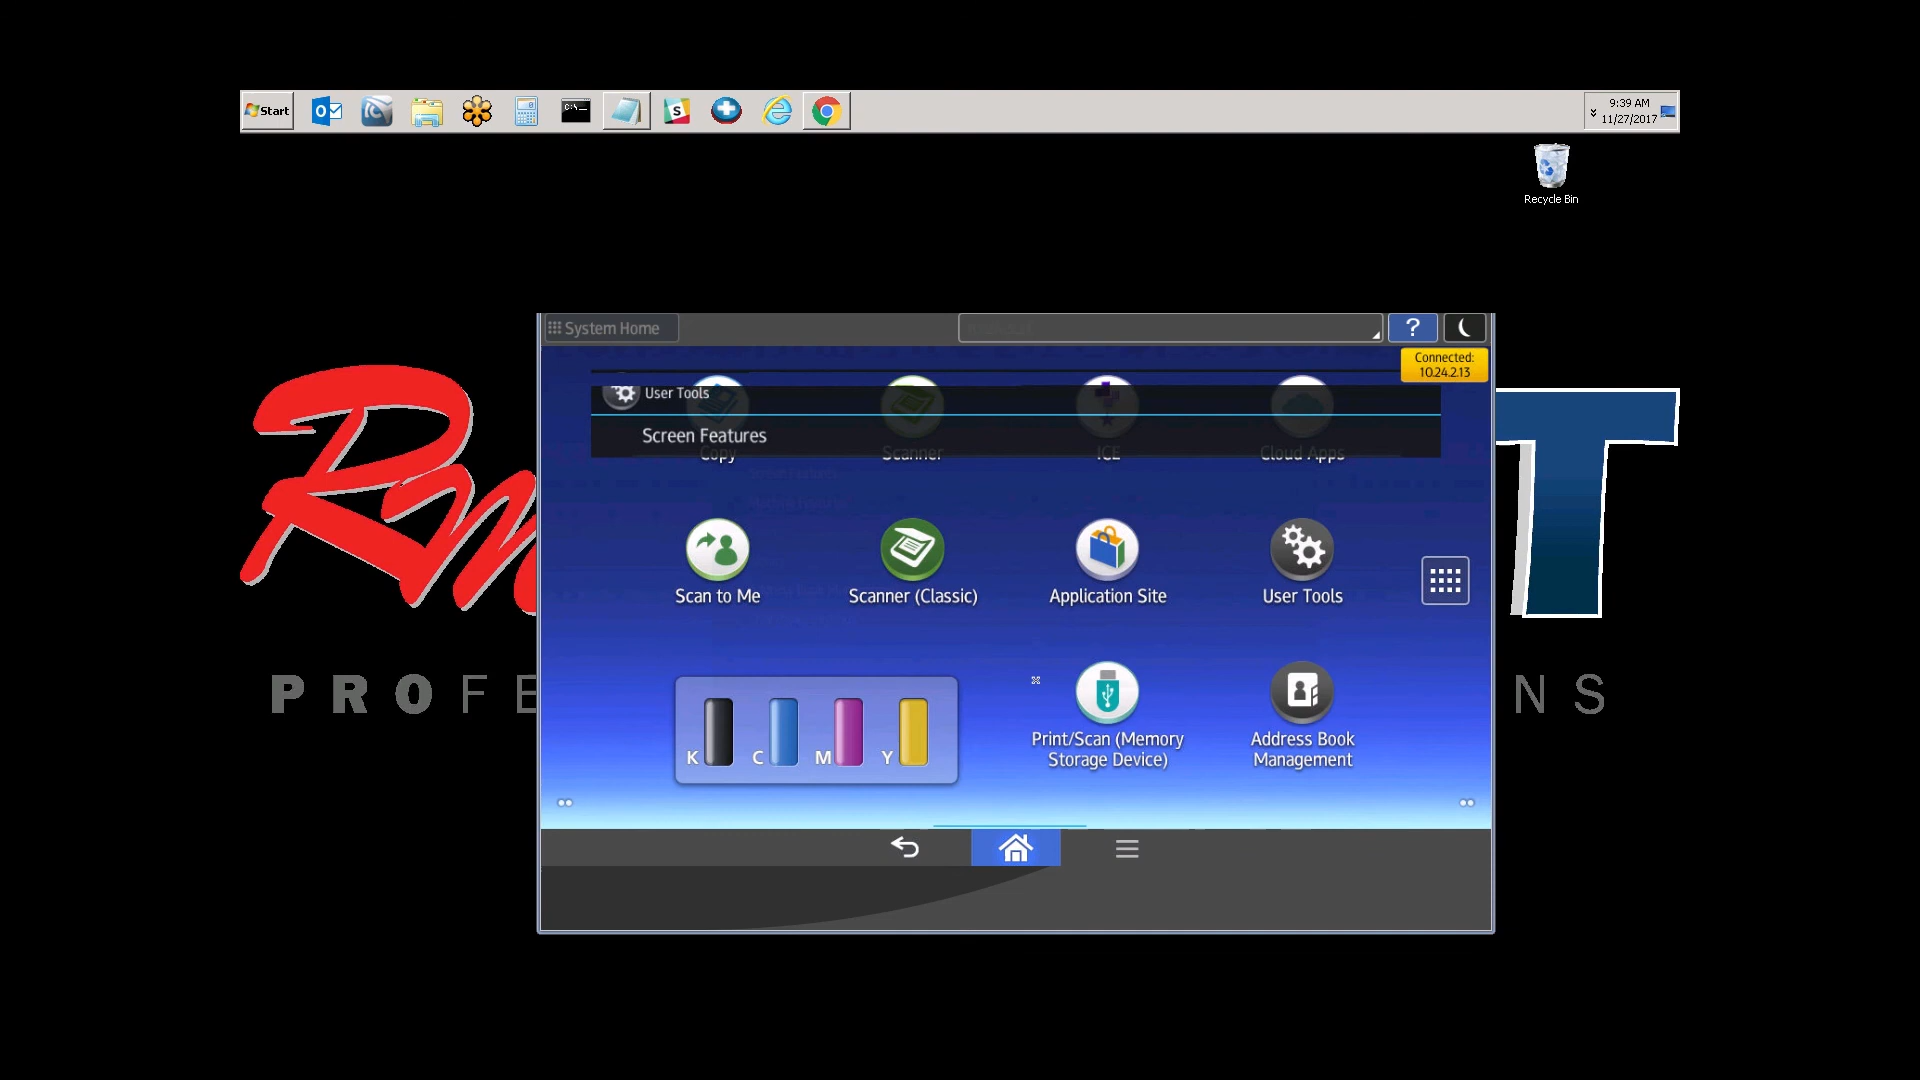 Start
9:39 AM
11/27/2017
Recycle Bin
System Home
?
Connected:
10.24.2.13
User Tools
Screen Features
Copy
Scanner
ICE
Cloud Apps
Scan to Me
Scanner (Classic)
Application Site
User Tools
PROFE
NS
K
C
M
Y
Print/Scan (Memory
Storage Device)
Address Book
Management